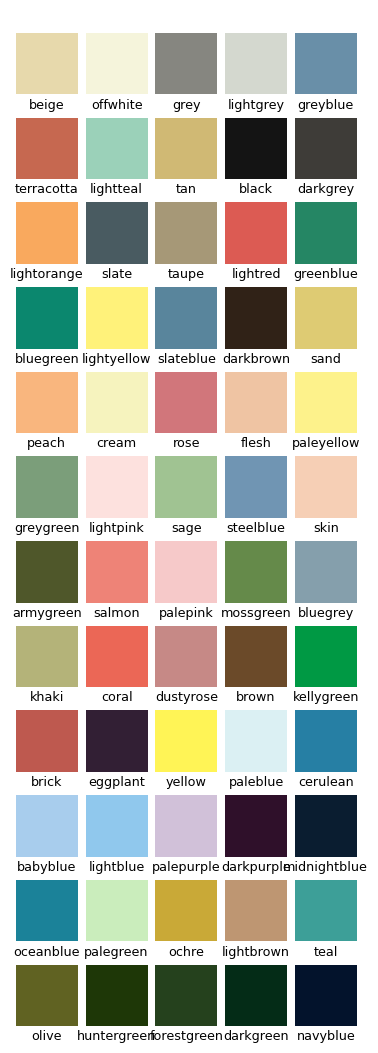 beige offwhite grey lightgrey greyblue
terracotta lightteal tan black darkgrey
lightorange slate taupe lightred greenblue
bluegreen lightyellow slateblue darkbrown sand
peach cream rose flesh paleyellow
greygreen lightpink sage steelblue skin
armygreen salmon palepink mossgreen bluegrey
khaki coral dustyrose brown kellygreen
brick eggplant yellow paleblue cerulean
babyblue lightblue palepurple darkpurple midnightblue
oceanblue palegreen ochre lightbrown teal
olive huntergreen forestgreen darkgreen navyblue